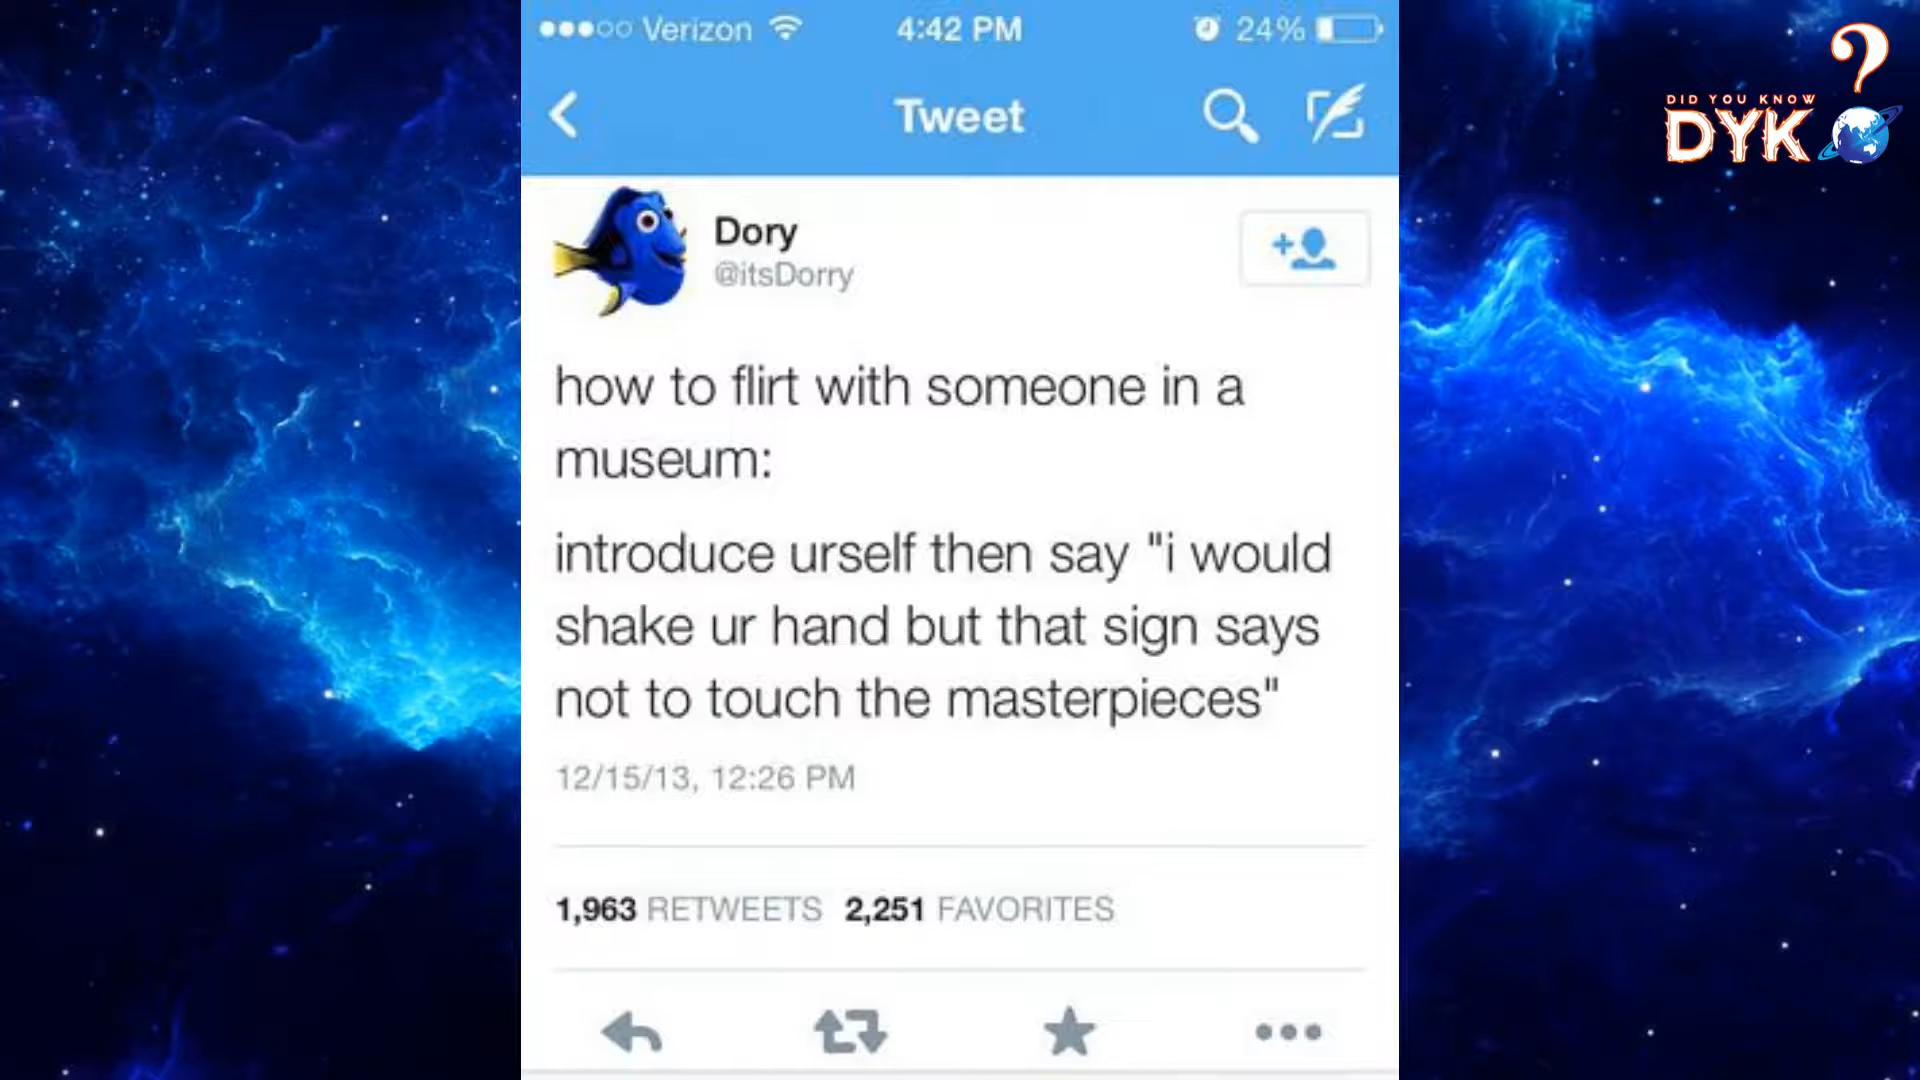 Verizon 4:42 PM 24%
Tweet
DID YOU KNOW
DYK
?
Dory
@itsDorry
how to flirt with someone in a
museum:
introduce urself then say "i would
shake ur hand but that sign says
not to touch the masterpieces"
12/15/13, 12:26 PM
1,963 RETWEETS 2,251 FAVORITES